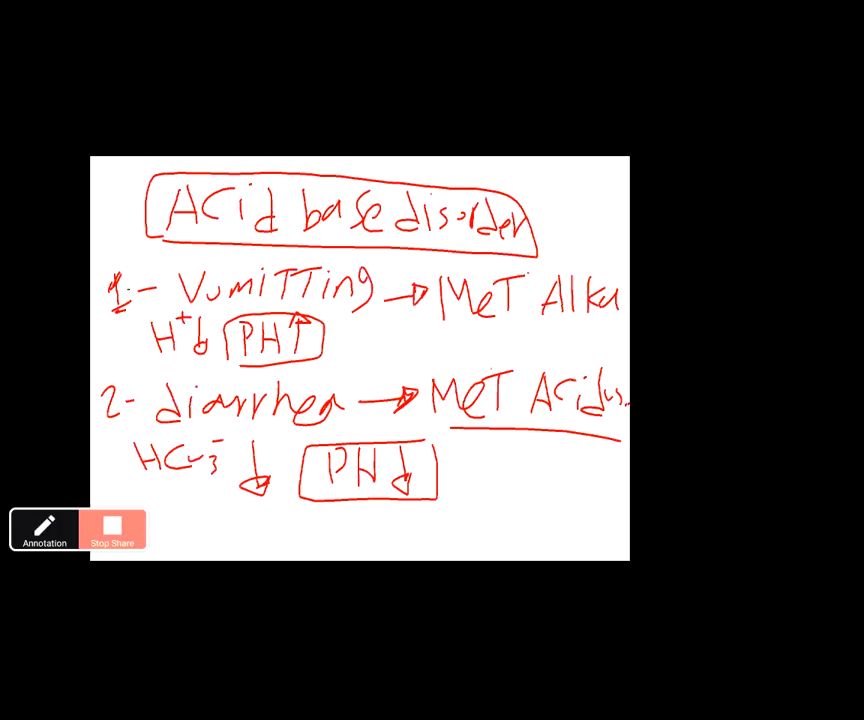 Acid base disorder
1- Vomitting → MeT Alka
H+↓ PH↑
2- diarrhea → MeT Acidos.
HCO3- ↓ PH↓
Annotation
Stop Share